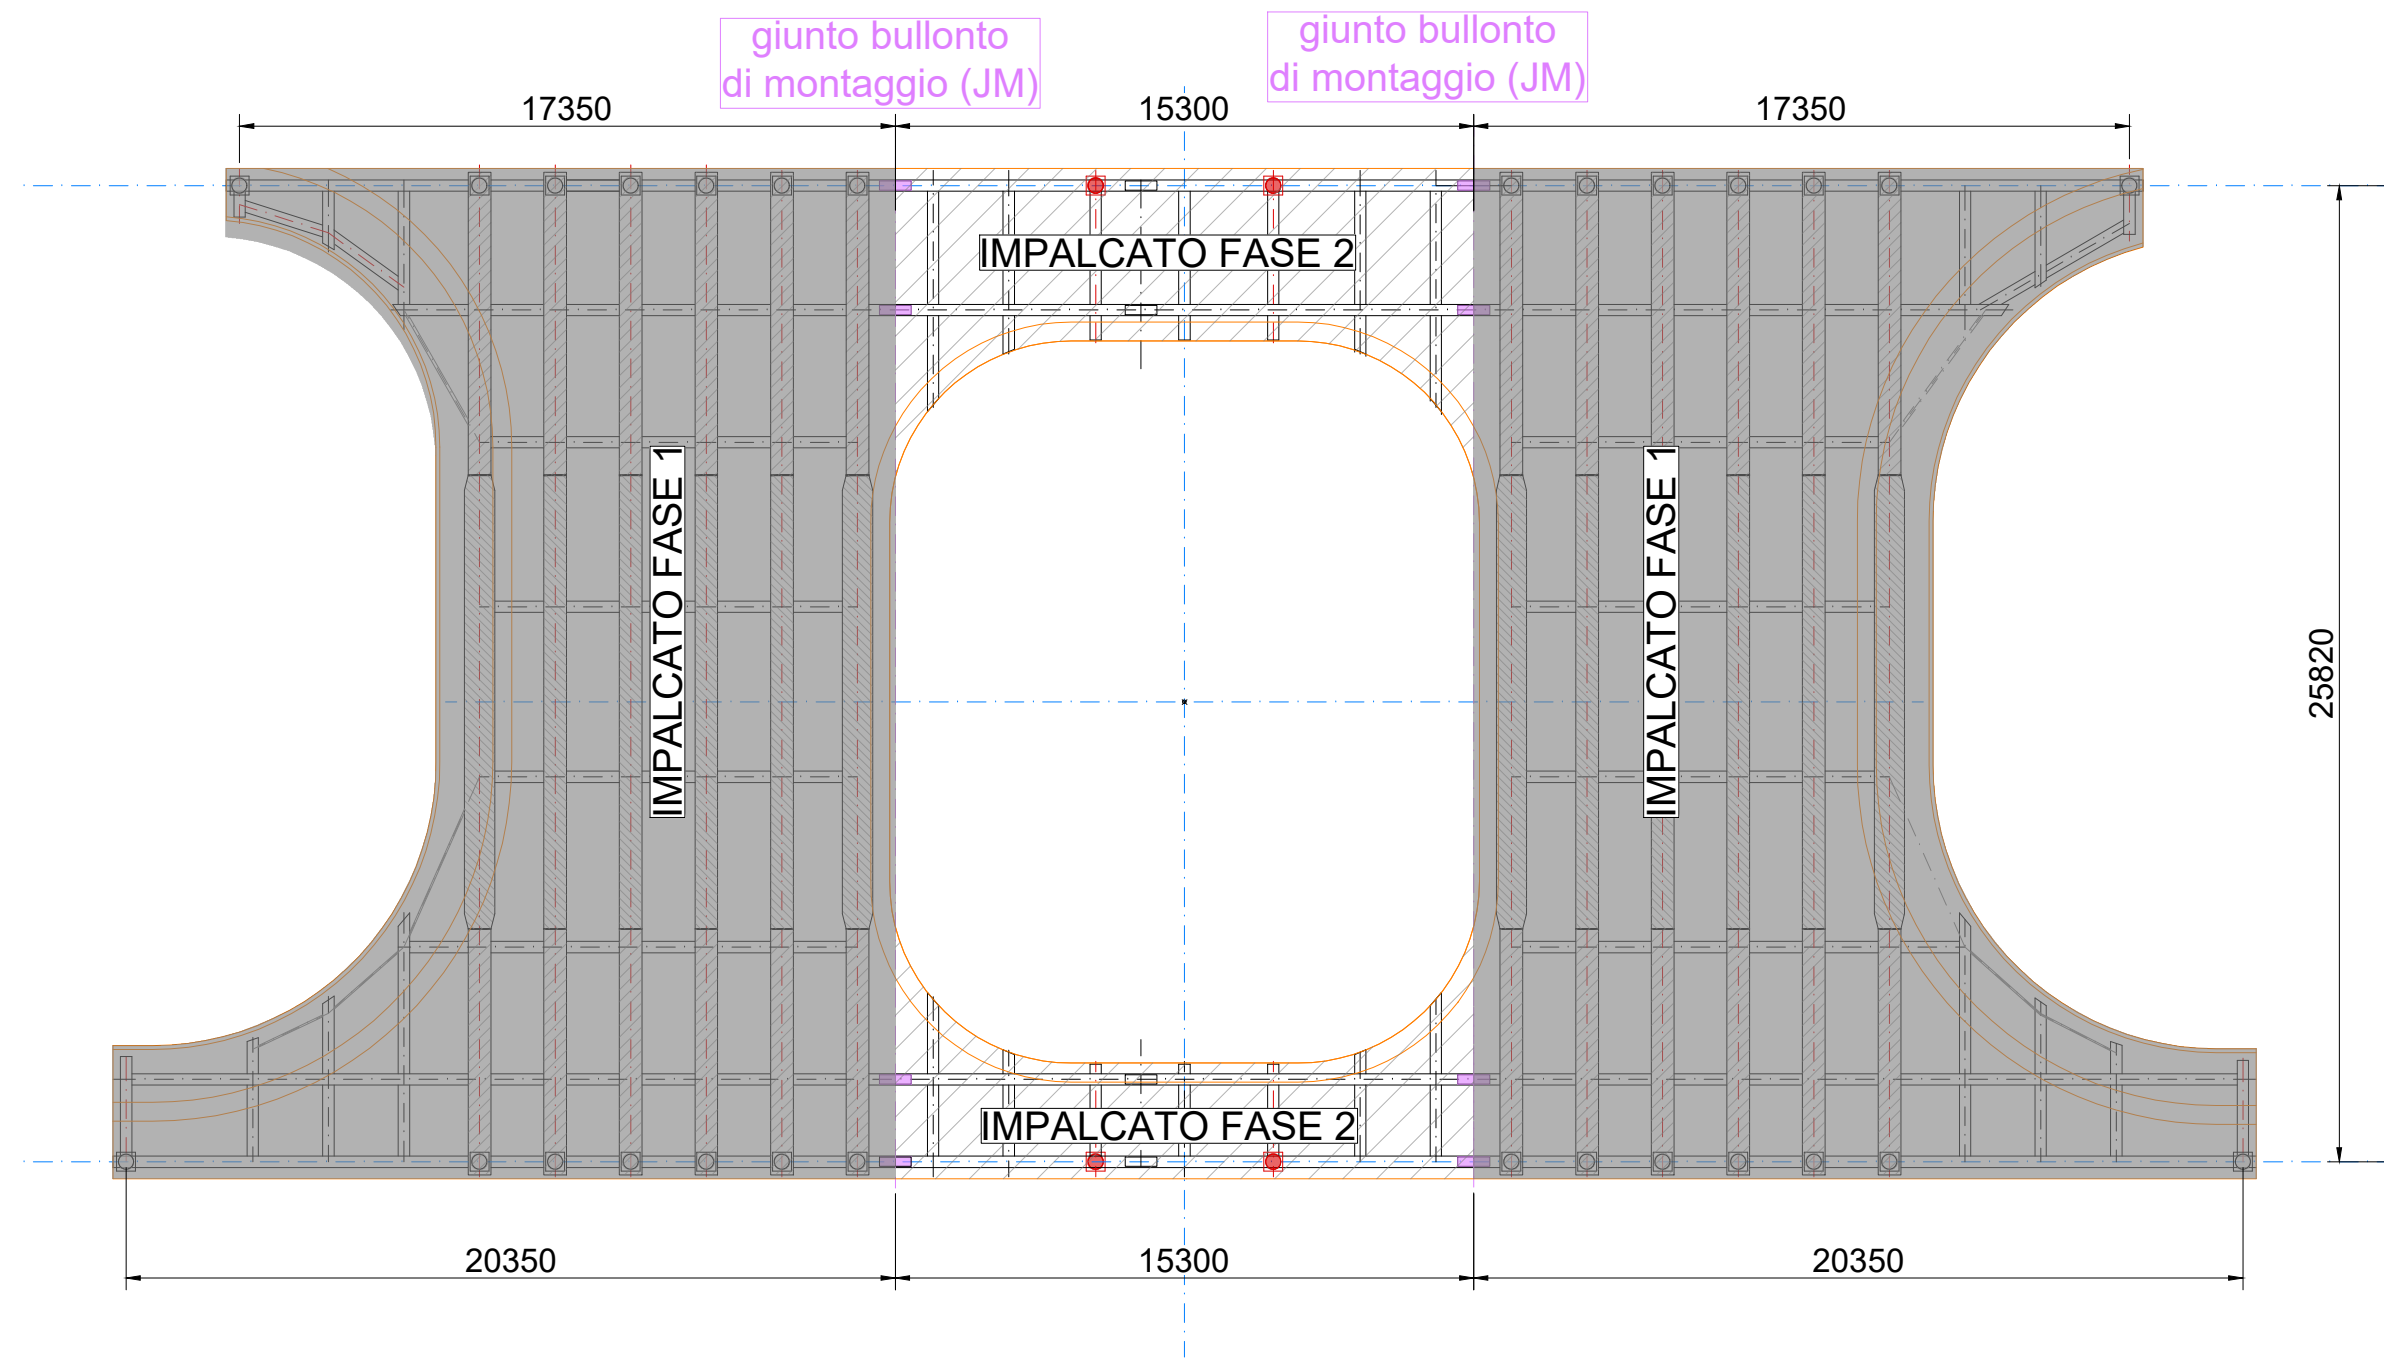 giunto bullonto
di montaggio (JM)
giunto bullonto
di montaggio (JM)
17350
15300
17350
IMPALCATO FASE 2
IMPALCATO FASE 1
IMPALCATO FASE 1
25820
IMPALCATO FASE 2
20350
15300
20350